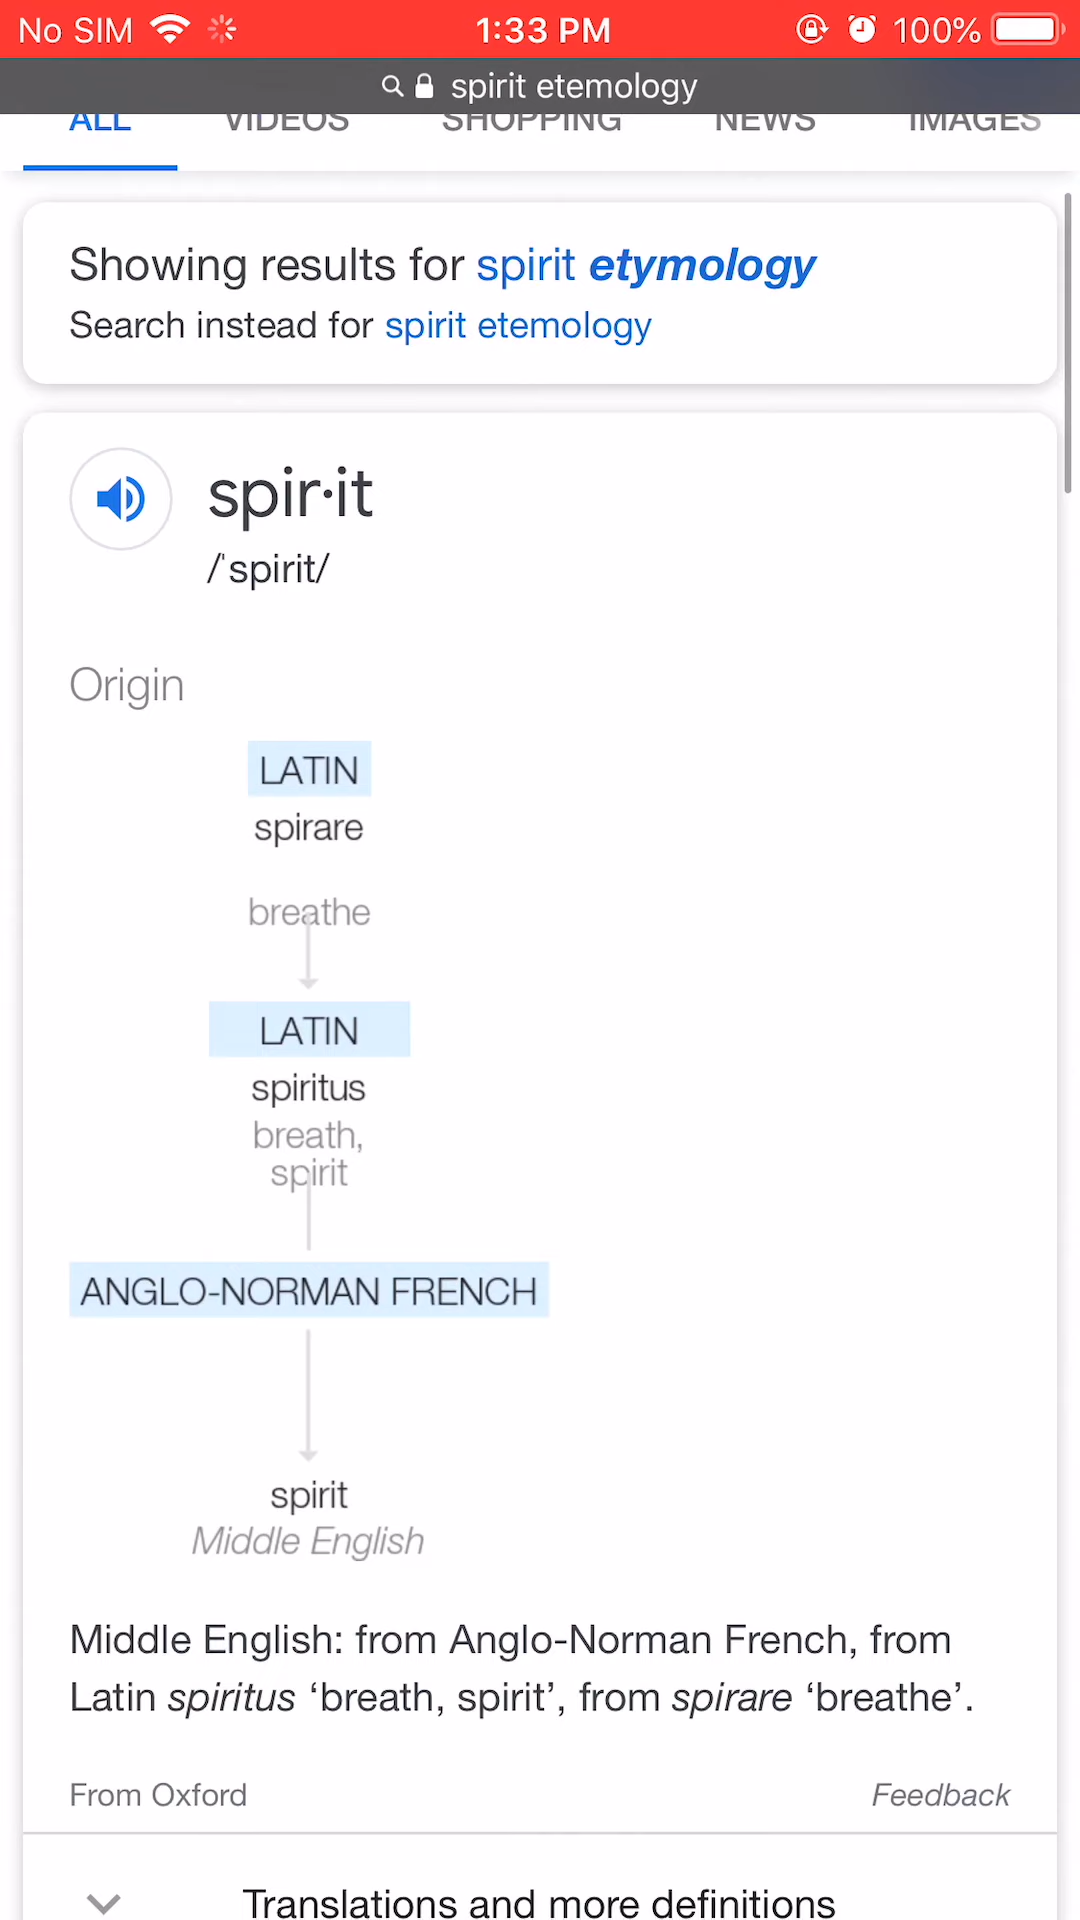 No SIM 1:33 PM 100%
spirit etemology
ALL VIDEOS SHOPPING NEWS IMAGES
Showing results for spirit etymology
Search instead for spirit etemology
spir·it
/ˈspirit/
Origin
LATIN
spirare
breathe
LATIN
spiritus
breath,
spirit
ANGLO-NORMAN FRENCH
spirit
Middle English
Middle English: from Anglo-Norman French, from
Latin spiritus ‘breath, spirit’, from spirare ‘breathe’.
From Oxford Feedback
Translations and more definitions